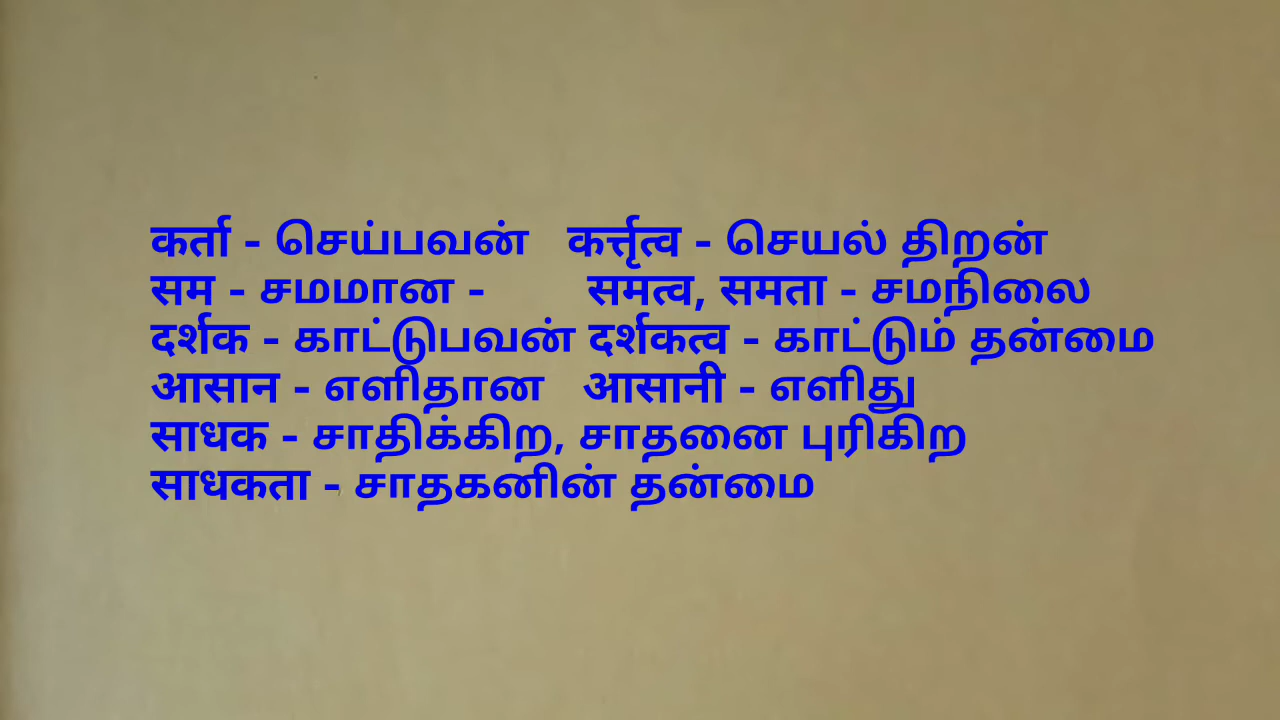 कर्ता - செய்பவன் कर्त्तृत्व - செயல் திறன்
सम - சமமான - समत्व, समता - சமநிலை
दर्शक - காட்டுபவன் दर्शकत्व - காட்டும் தன்மை
आसान - எளிதான आसानी - எளிது
साधक - சாதிக்கிற, சாதனை புரிகிற
साधकता - சாதகனின் தன்மை